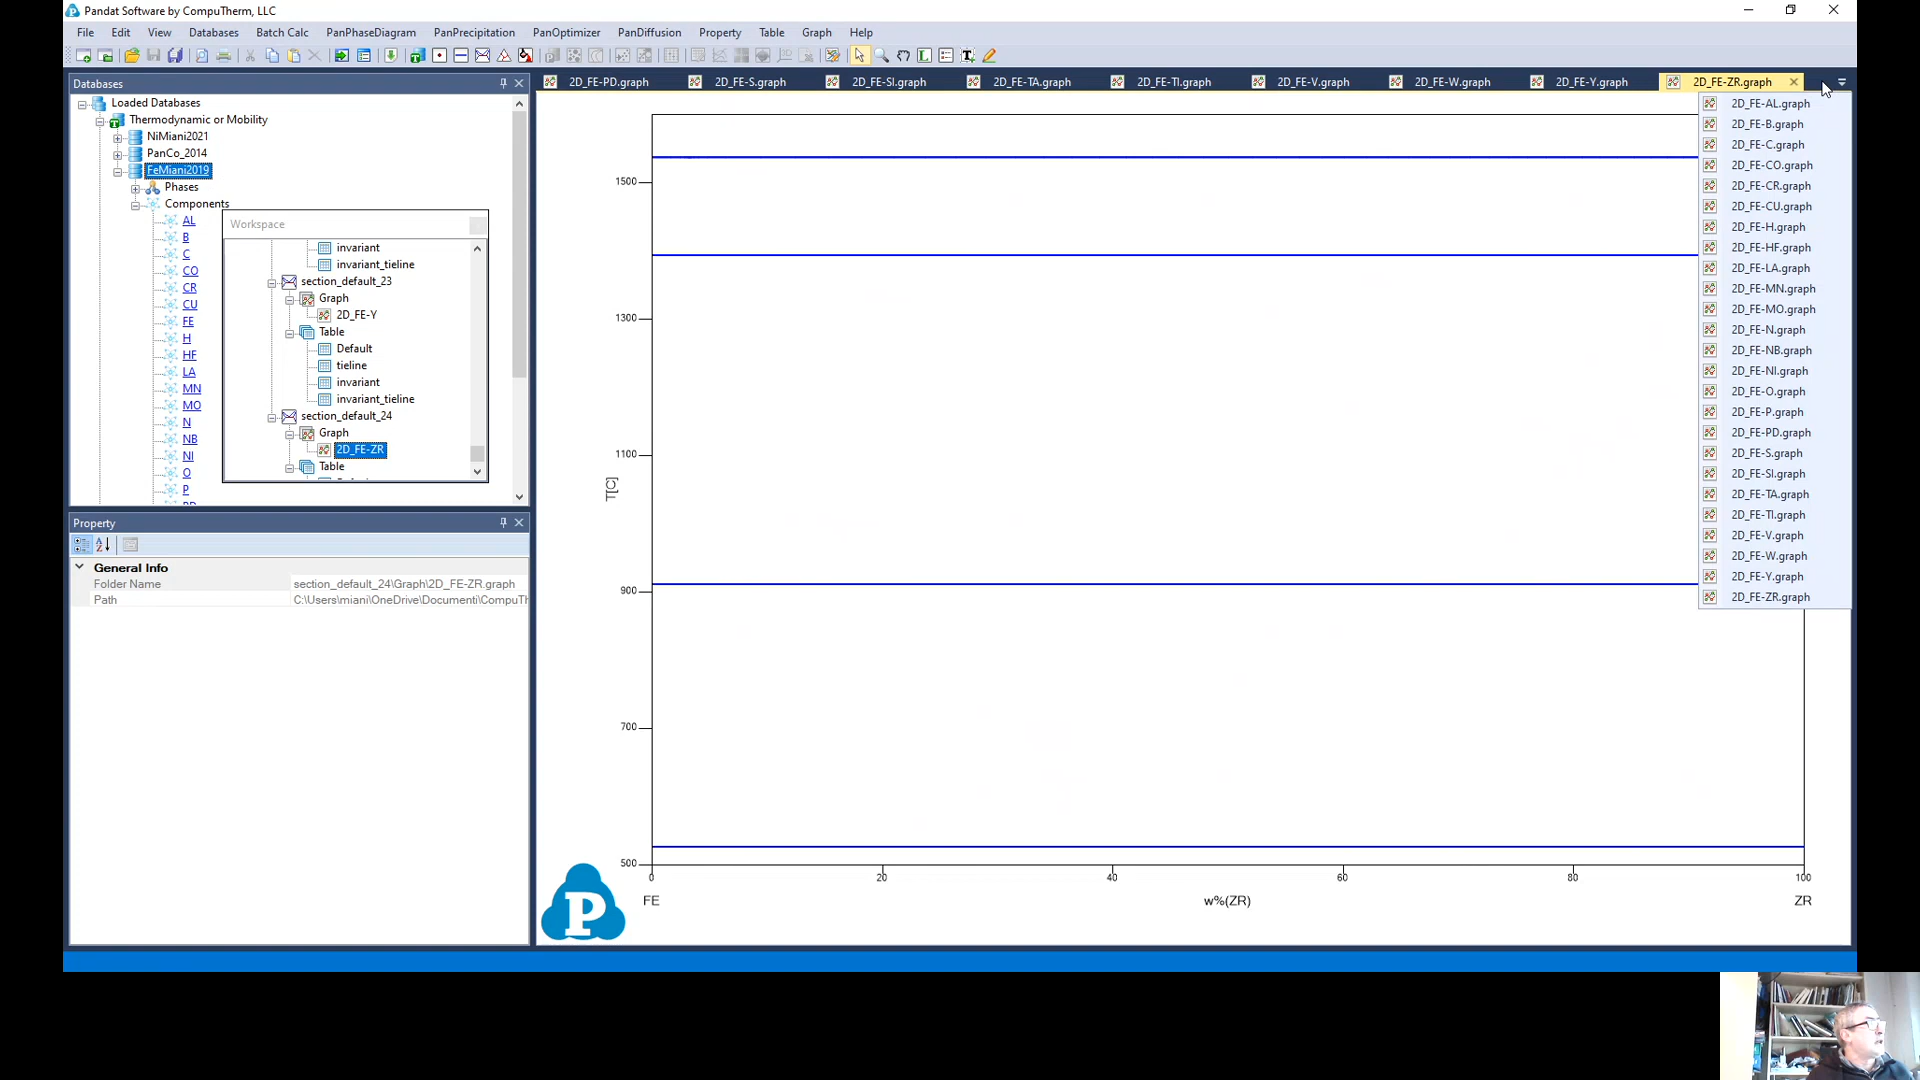 Pandat Software by CompuTherm, LLC
File Edit View Databases Batch Calc PanPhaseDiagram PanPrecipitation PanOptimizer PanDiffusion Property Table Graph Help
Databases
2D_FE-PD.graph 2D_FE-S.graph 2D_FE-SI.graph 2D_FE-TA.graph 2D_FE-TI.graph 2D_FE-V.graph 2D_FE-W.graph 2D_FE-Y.graph 2D_FE-ZR.graph
Loaded Databases
Thermodynamic or Mobility
NiMiani2021
PanCo_2014
FeMiani2019
Phases
Components
AL
B
C
CO
CR
CU
FE
H
HF
LA
MN
MO
N
NB
NI
O
P
Workspace
invariant
invariant_tieline
section_default_23
Graph
2D_FE-Y
Table
Default
tieline
invariant
invariant_tieline
section_default_24
Graph
2D_FE-ZR
Table
Property
General Info
Folder Name section_default_24\Graph\2D_FE-ZR.graph
Path C:\Users\miani\OneDrive\Documenti\CompuTh
1500
1300
1100
900
700
500
T[C]
0 20 40 60 80 100
FE w%(ZR) ZR
P
2D_FE-AL.graph
2D_FE-B.graph
2D_FE-C.graph
2D_FE-CO.graph
2D_FE-CR.graph
2D_FE-CU.graph
2D_FE-H.graph
2D_FE-HF.graph
2D_FE-LA.graph
2D_FE-MN.graph
2D_FE-MO.graph
2D_FE-N.graph
2D_FE-NB.graph
2D_FE-NI.graph
2D_FE-O.graph
2D_FE-P.graph
2D_FE-PD.graph
2D_FE-S.graph
2D_FE-SI.graph
2D_FE-TA.graph
2D_FE-TI.graph
2D_FE-V.graph
2D_FE-W.graph
2D_FE-Y.graph
2D_FE-ZR.graph